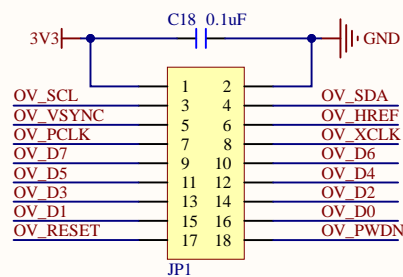 C18 0.1uF
3V3 GND
1 2
OV_SCL 3 4 OV_SDA
OV_VSYNC 5 6 OV_HREF
OV_PCLK 7 8 OV_XCLK
OV_D7 9 10 OV_D6
OV_D5 11 12 OV_D4
OV_D3 13 14 OV_D2
OV_D1 15 16 OV_D0
OV_RESET 17 18 OV_PWDN
JP1